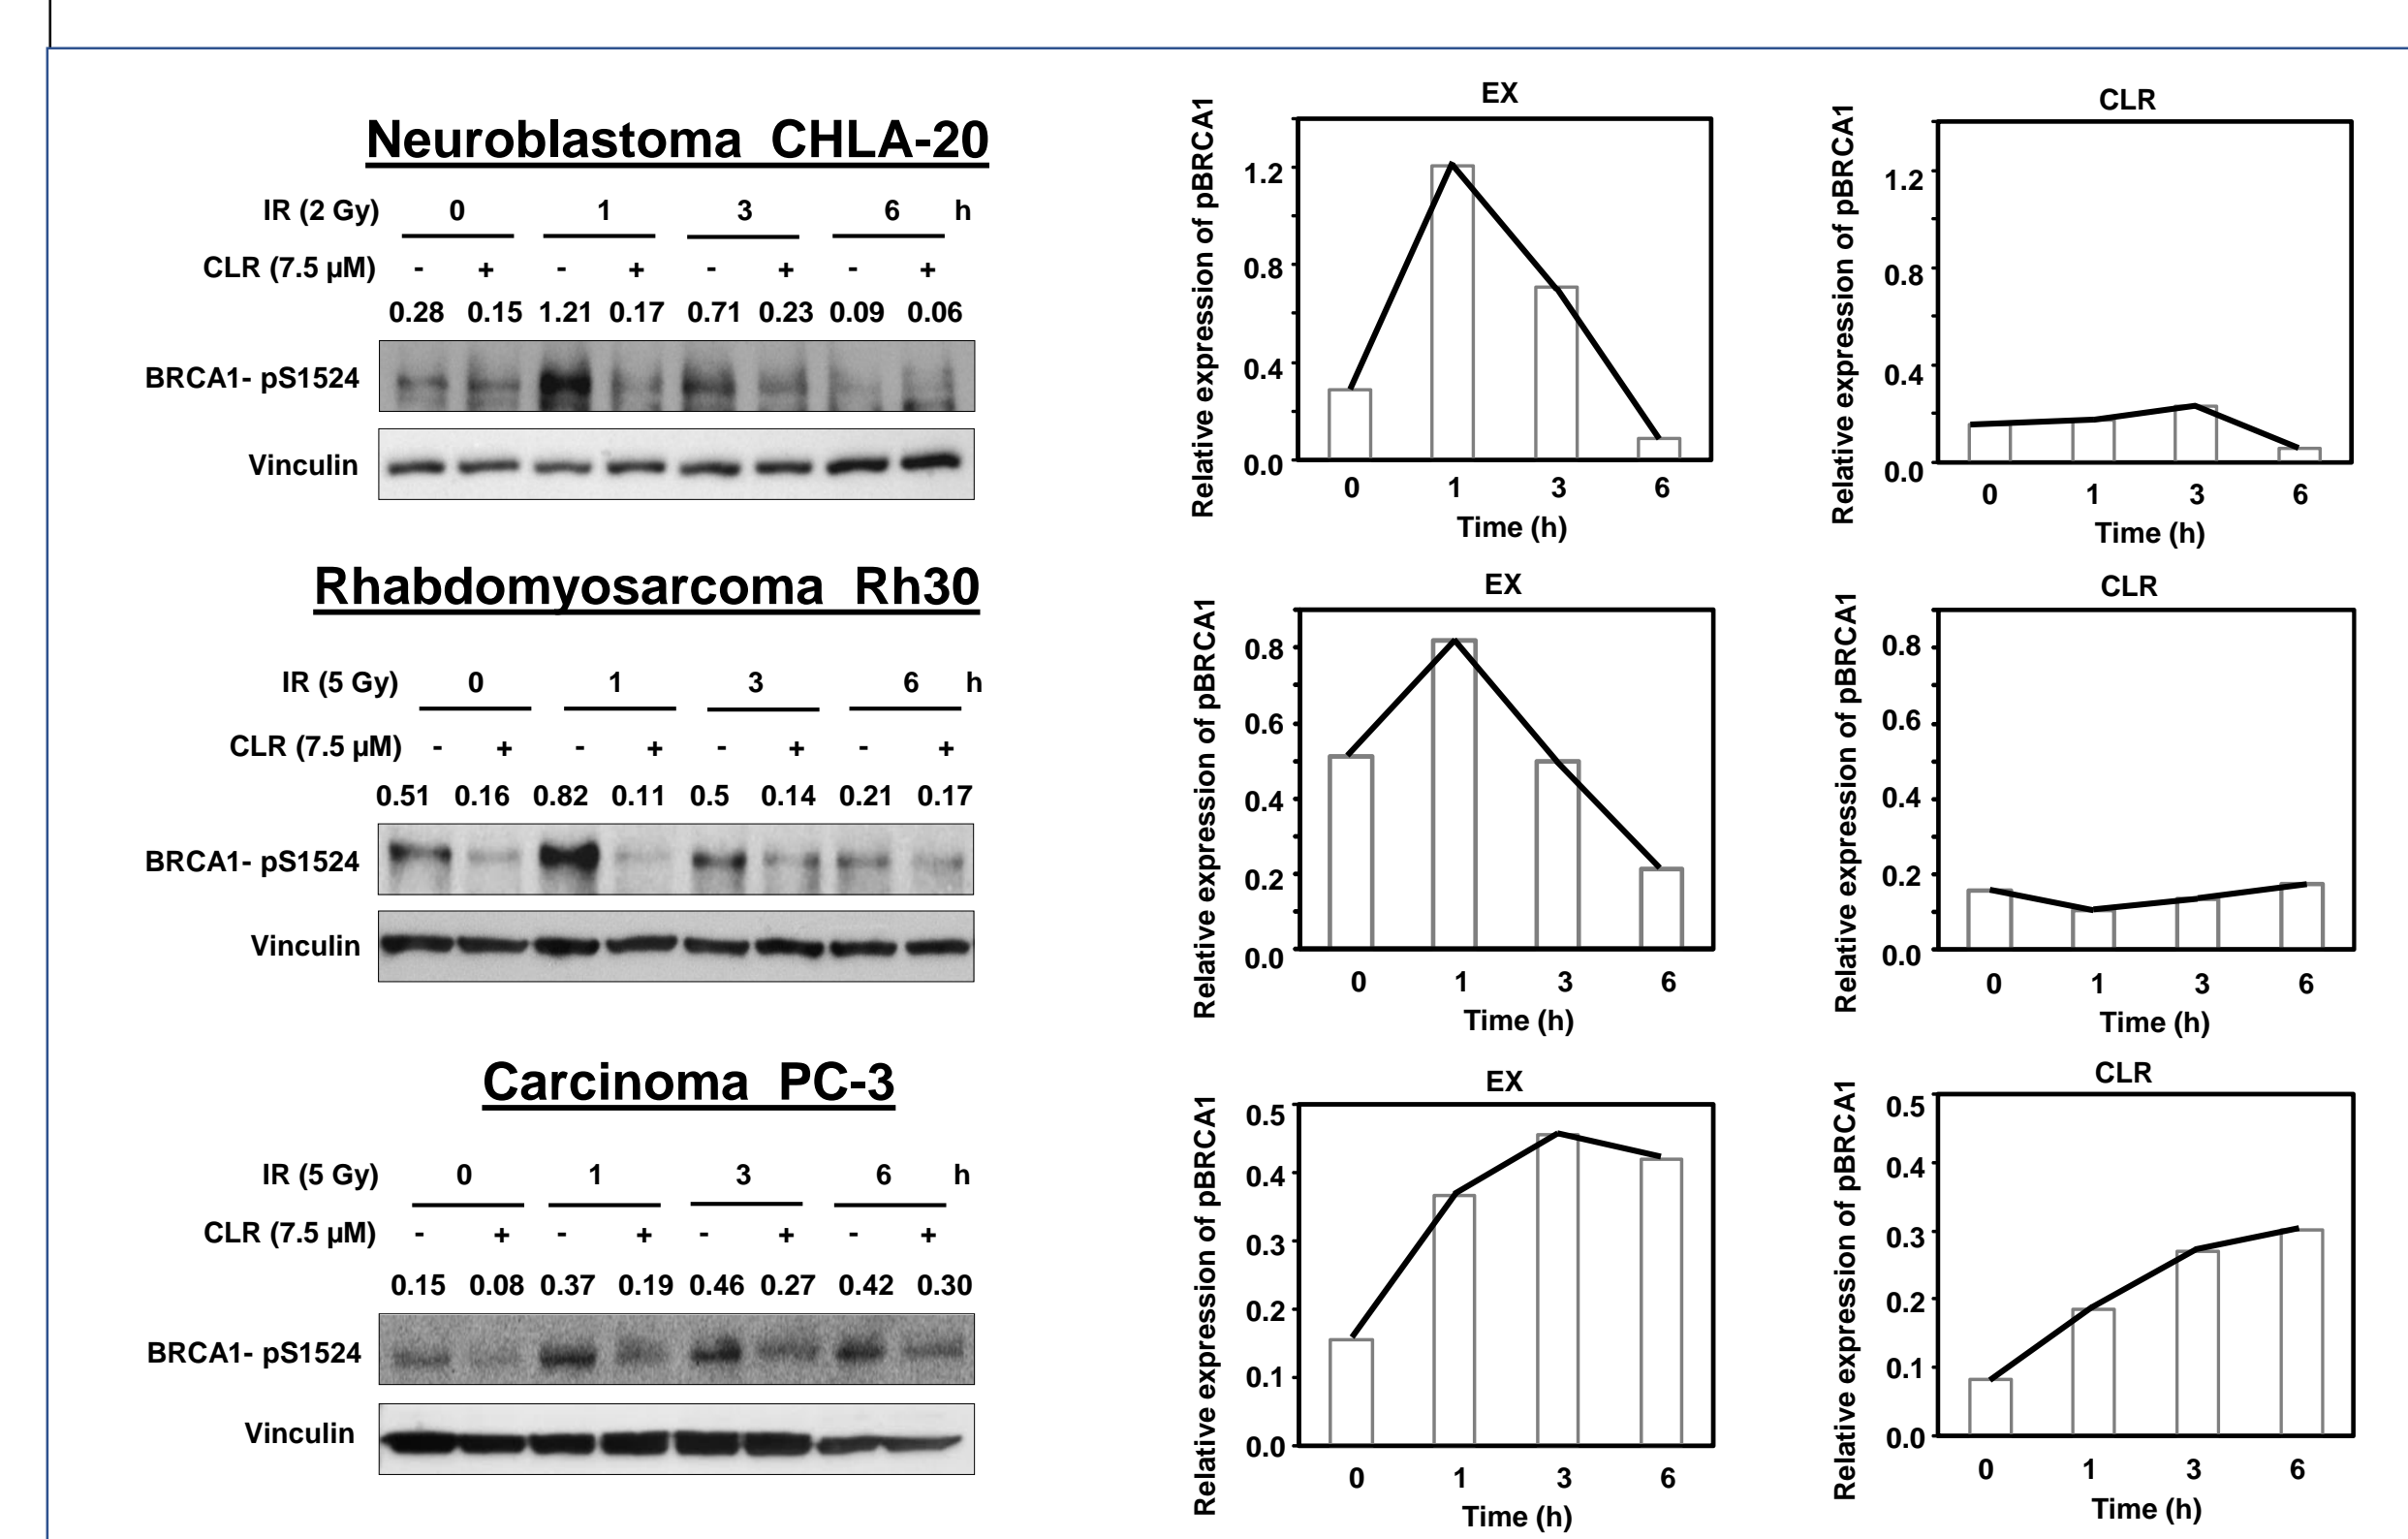 Neuroblastoma CHLA-20
IR (2 Gy) 0 1 3 6 h
CLR (7.5 µM) - + - + - + - +
0.28 0.15 1.21 0.17 0.71 0.23 0.09 0.06
BRCA1- pS1524
Vinculin
EX
Relative expression of pBRCA1
1.2
0.8
0.4
0.0
0 1 3 6
Time (h)
CLR
Relative expression of pBRCA1
1.2
0.8
0.4
0.0
0 1 3 6
Time (h)
Rhabdomyosarcoma Rh30
IR (5 Gy) 0 1 3 6 h
CLR (7.5 µM) - + - + - + - +
0.51 0.16 0.82 0.11 0.5 0.14 0.21 0.17
BRCA1- pS1524
Vinculin
EX
Relative expression of pBRCA1
0.8
0.6
0.4
0.2
0.0
0 1 3 6
Time (h)
CLR
Relative expression of pBRCA1
0.8
0.6
0.4
0.2
0.0
0 1 3 6
Time (h)
Carcinoma PC-3
IR (5 Gy) 0 1 3 6 h
CLR (7.5 µM) - + - + - + - +
0.15 0.08 0.37 0.19 0.46 0.27 0.42 0.30
BRCA1- pS1524
Vinculin
EX
Relative expression of pBRCA1
0.5
0.4
0.3
0.2
0.1
0.0
0 1 3 6
Time (h)
CLR
Relative expression of pBRCA1
0.5
0.4
0.3
0.2
0.1
0.0
0 1 3 6
Time (h)